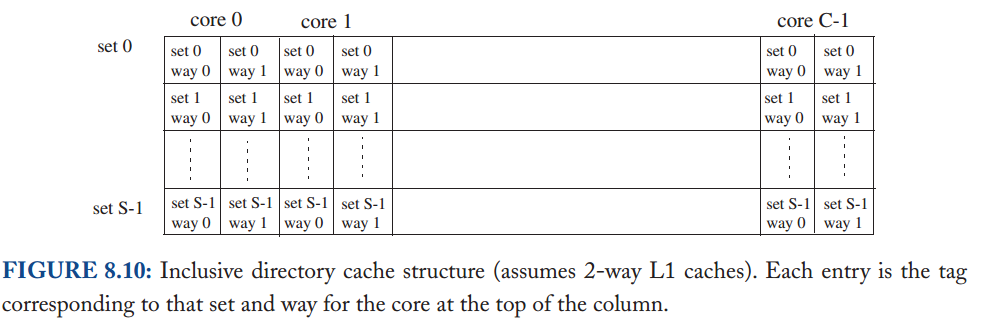 core 0 core 1 core C-1
set 0 set 0 set 0 set 0 set 0 set 0 set 0
way 0 way 1 way 0 way 1 way 0 way 1
set 1 set 1 set 1 set 1 set 1 set 1
way 0 way 1 way 0 way 1 way 0 way 1
set S-1 set S-1 set S-1 set S-1 set S-1 set S-1 set S-1
way 0 way 1 way 0 way 1 way 0 way 1
FIGURE 8.10: Inclusive directory cache structure (assumes 2-way L1 caches). Each entry is the tag
corresponding to that set and way for the core at the top of the column.